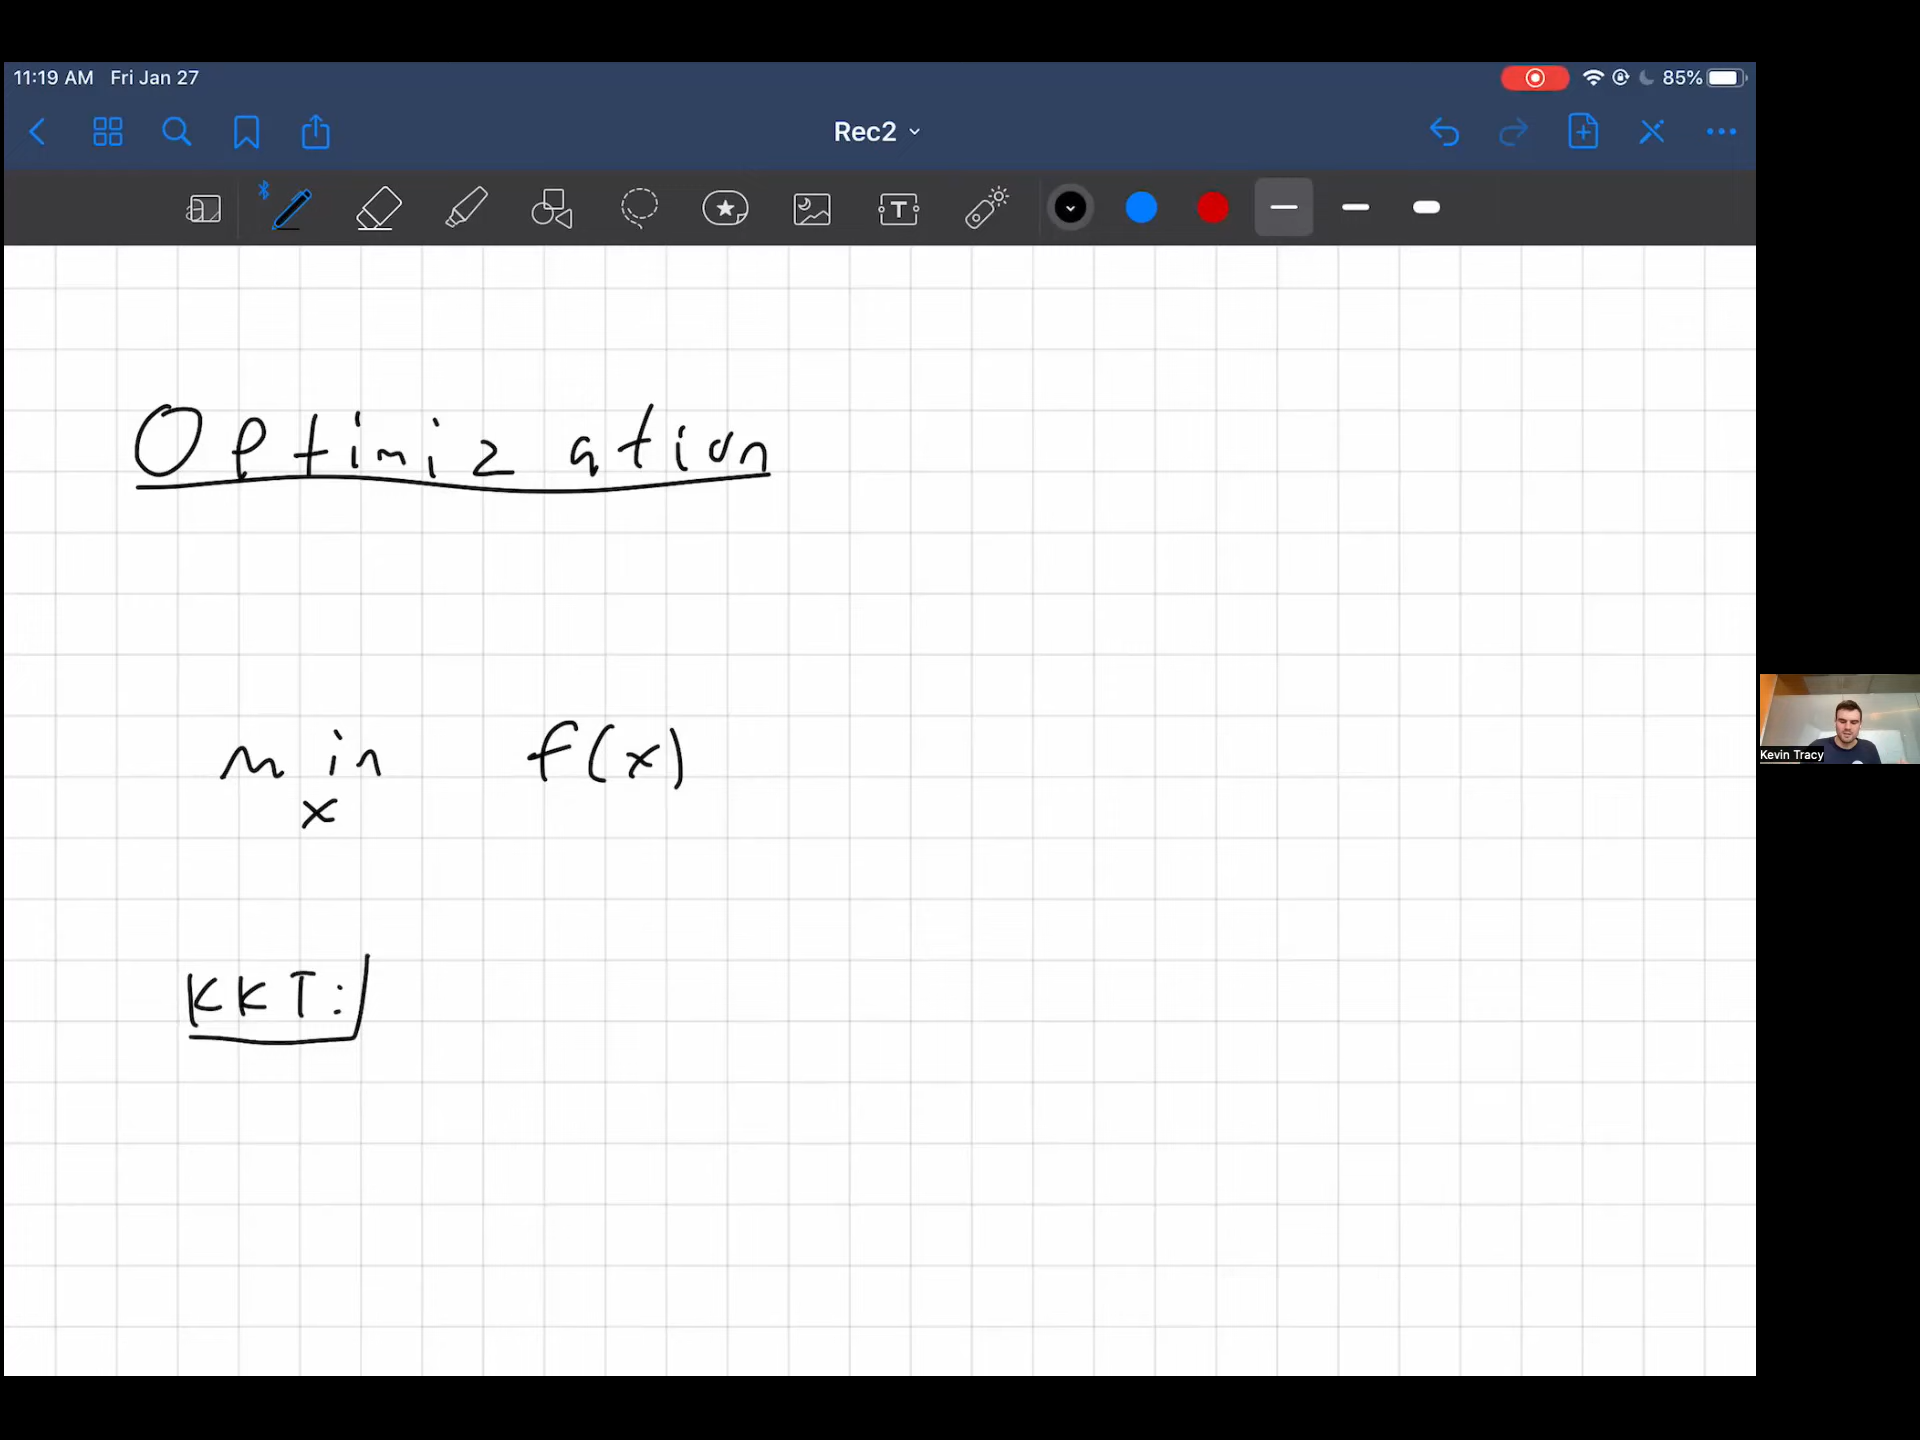 11:19 AM Fri Jan 27
85%
Rec2
T
Optimization
min f(x)
x
KKT:
Kevin Tracy